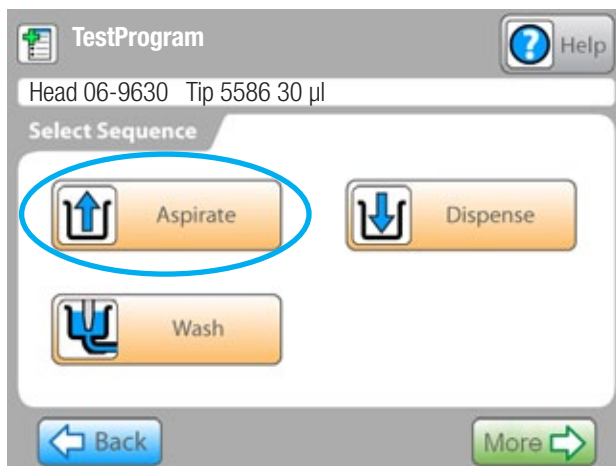 TestProgram
Help
Head 06-9630 Tip 5586 30 µl
Select Sequence
Aspirate
Dispense
Wash
Back
More